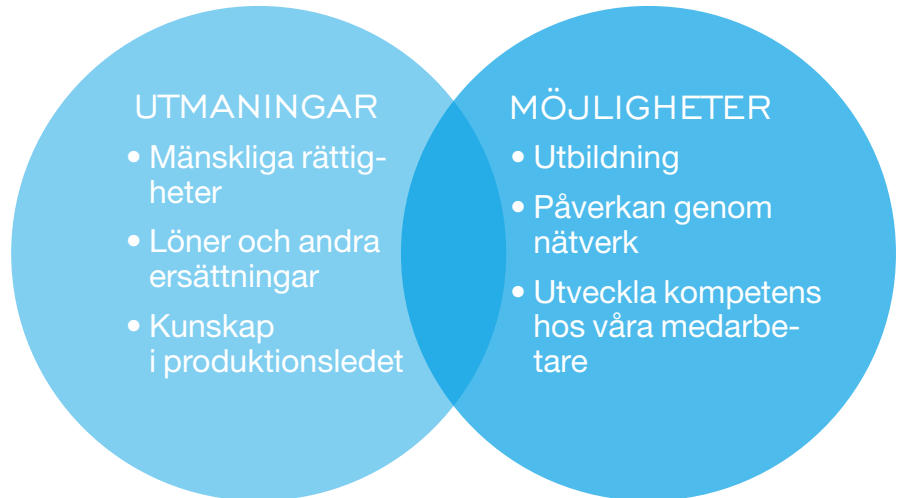 UTMANINGAR
• Mänskliga rättig-
heter
• Löner och andra
ersättningar
• Kunskap
i produktionsledet
MÖJLIGHETER
• Utbildning
• Påverkan genom
nätverk
• Utveckla kompetens
hos våra medarbe-
tare